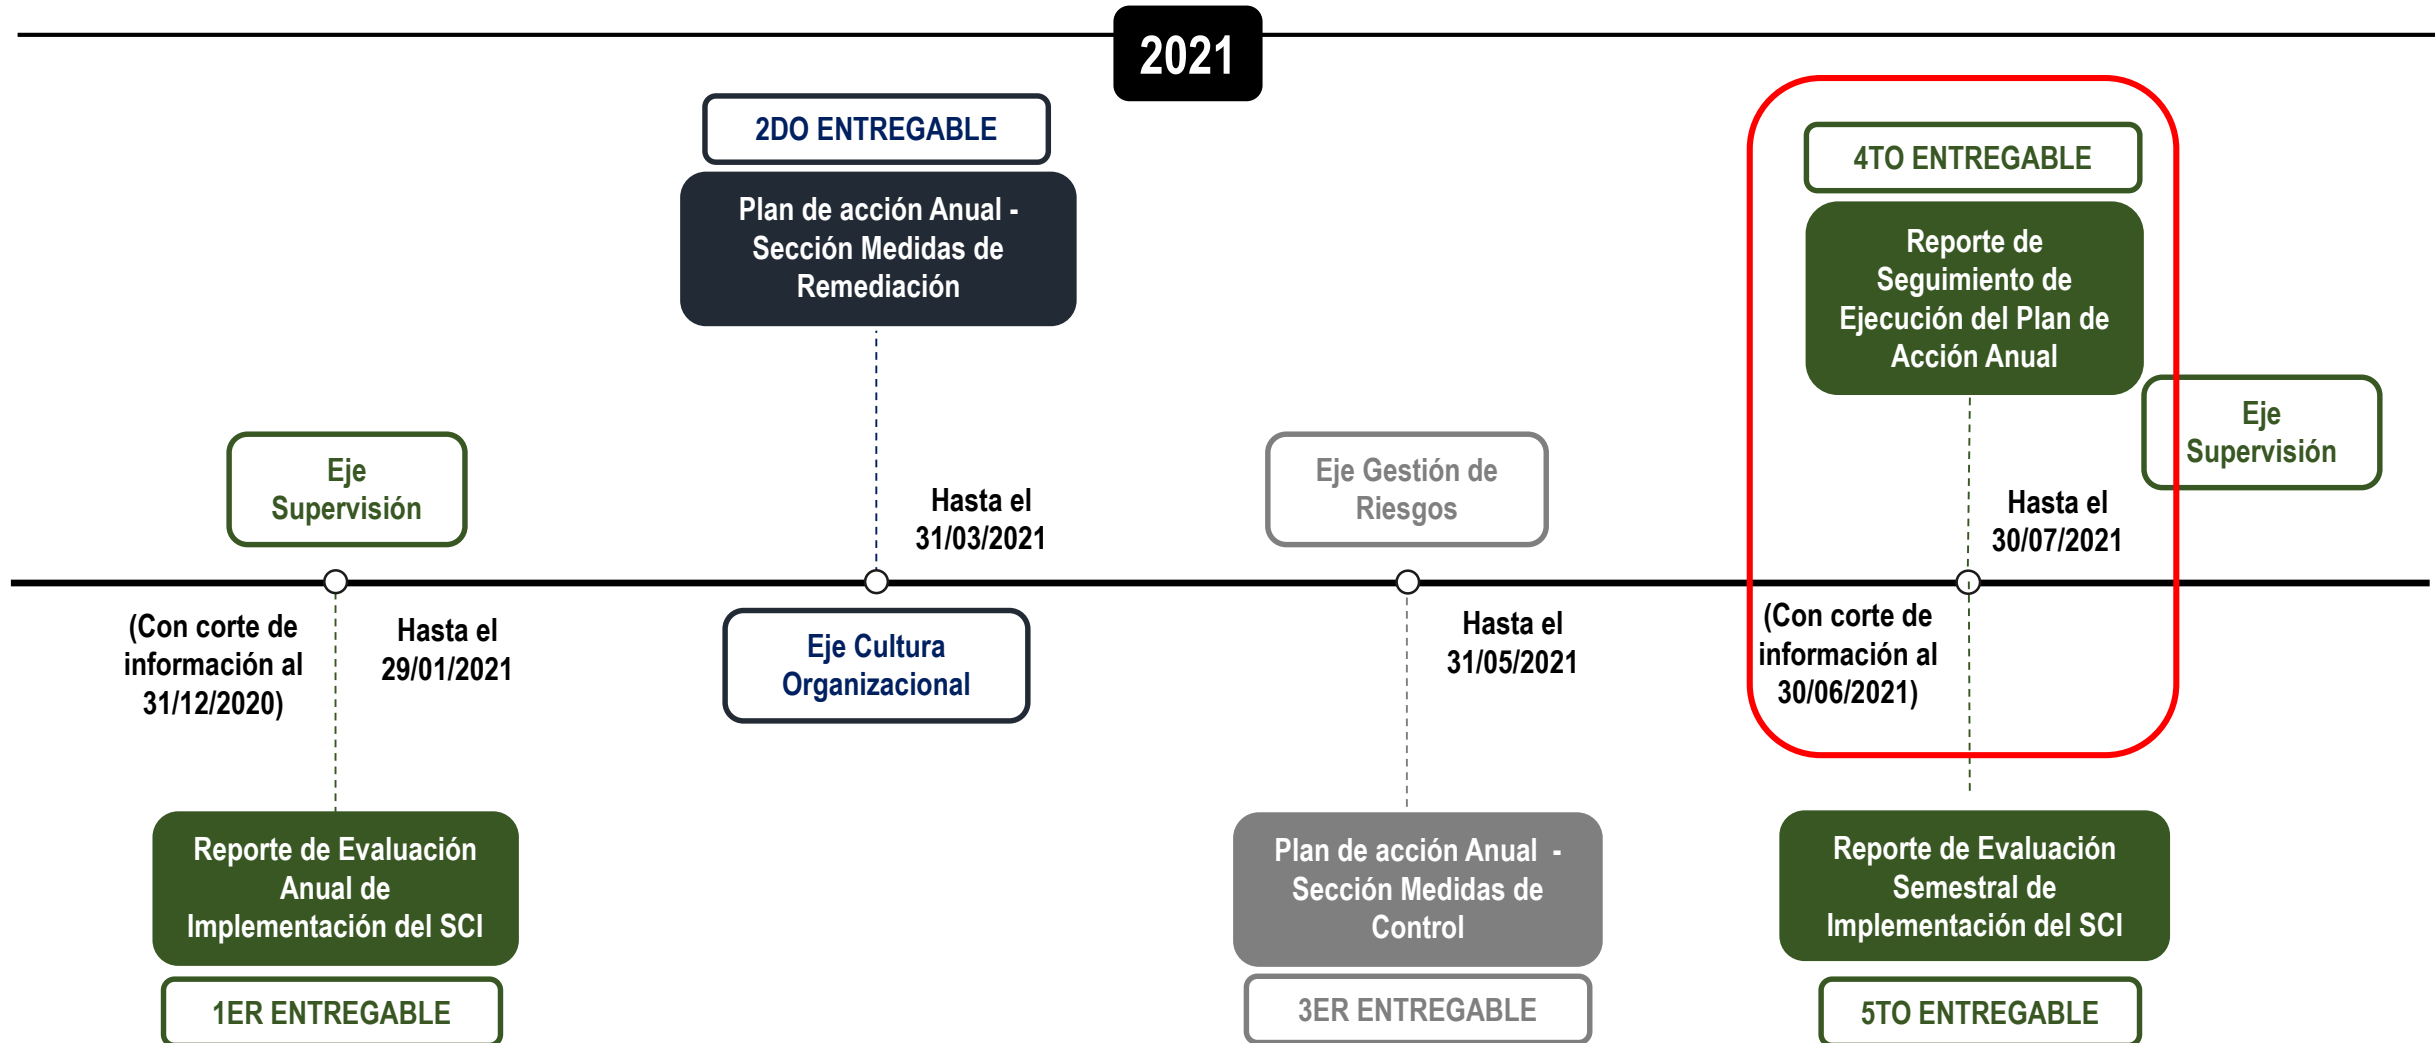 2021
2DO ENTREGABLE
Plan de acción Anual -
Sección Medidas de
Remediación
4TO ENTREGABLE
Reporte de
Seguimiento de
Ejecución del Plan de
Acción Anual
Eje
Supervisión
Hasta el
31/03/2021
Eje Gestión de
Riesgos
Hasta el
30/07/2021
Eje
Supervisión
(Con corte de
información al
31/12/2020)
Hasta el
29/01/2021
Eje Cultura
Organizacional
Hasta el
31/05/2021
(Con corte de
información al
30/06/2021)
Reporte de Evaluación
Anual de
Implementación del SCI
1ER ENTREGABLE
Plan de acción Anual  -
Sección Medidas de
Control
3ER ENTREGABLE
Reporte de Evaluación
Semestral de
Implementación del SCI
5TO ENTREGABLE